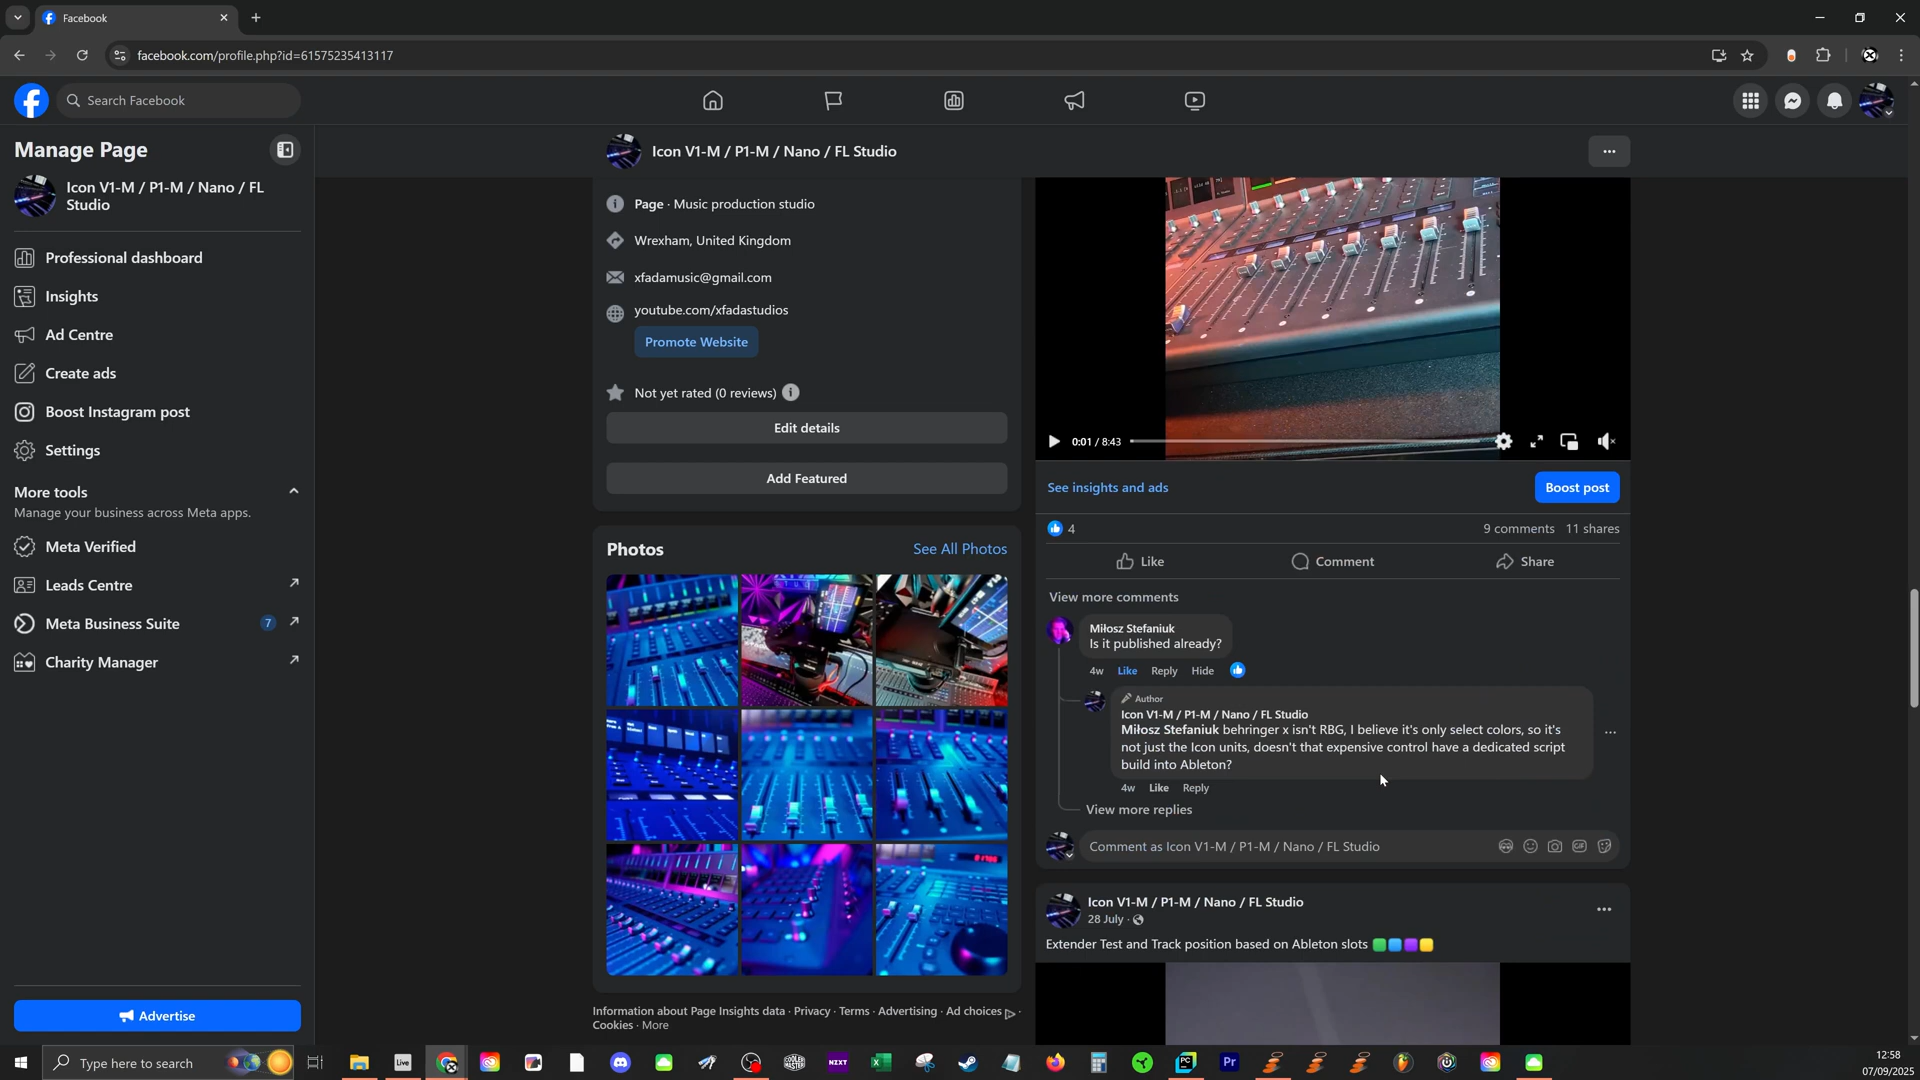 Facebook
facebook.com/profile.php?id=61575235413117
Search Facebook
Manage Page
Icon V1-M / P1-M / Nano / FL
Studio
Professional dashboard
Insights
Ad Centre
Create ads
Boost Instagram post
Settings
More tools
Manage your business across Meta apps.
Meta Verified
Leads Centre
Meta Business Suite
7
Charity Manager
Advertise
Icon V1-M / P1-M / Nano / FL Studio
Page · Music production studio
Wrexham, United Kingdom
xfadamusic@gmail.com
youtube.com/xfadastudios
Promote Website
Not yet rated (0 reviews)
Edit details
Add Featured
Photos
See All Photos
Information about Page Insights data · Privacy · Terms · Advertising · Ad choices ·
Cookies · More
0:01 / 8:43
See insights and ads
Boost post
4
9 comments 11 shares
Like
Comment
Share
View more comments
Miłosz Stefaniuk
Is it published already?
4w Like Reply Hide
Author
Icon V1-M / P1-M / Nano / FL Studio
Miłosz Stefaniuk behringer x isn't RBG, I believe it's only select colors, so it's
not just the Icon units, doesn't that expensive control have a dedicated script
build into Ableton?
4w Like Reply
View more replies
Comment as Icon V1-M / P1-M / Nano / FL Studio
GIF
Icon V1-M / P1-M / Nano / FL Studio
28 July ·
Extender Test and Track position based on Ableton slots
Type here to search
Live
COOLER
MASTER
NZXT
PC
Pr
12:58
07/09/2025